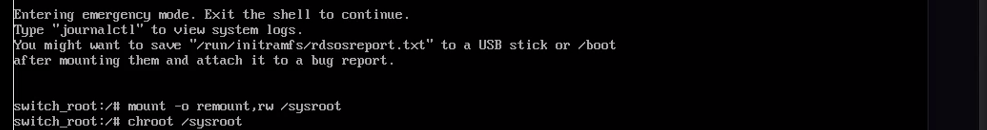 Entering emergency mode. Exit the shell to continue.
Type "journalctl" to view system logs.
You might want to save "/run/initramfs/rdsosreport.txt" to a USB stick or /boot
after mounting them and attach it to a bug report.
switch_root:/# mount -o remount,rw /sysroot
switch_root:/# chroot /sysroot